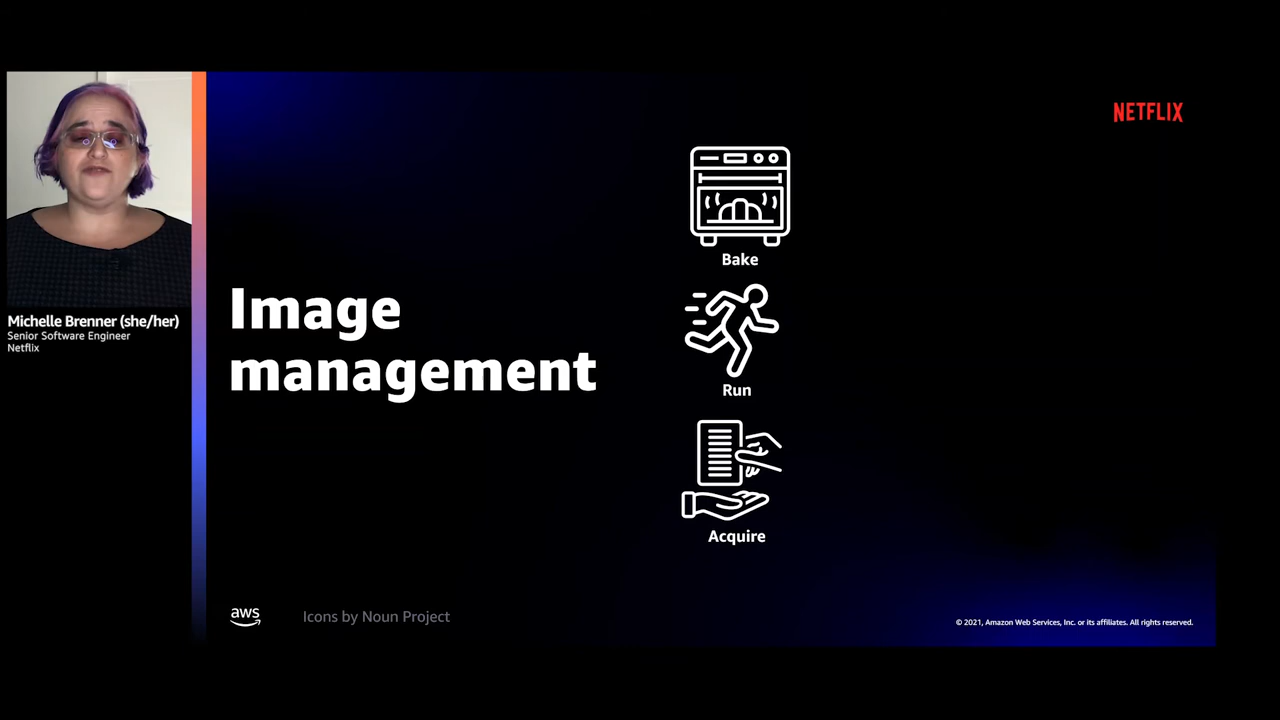 NETFLIX
Michelle Brenner (she/her)
Senior Software Engineer
Netflix
Image
management
Bake
Run
Acquire
aws
Icons by Noun Project
© 2021, Amazon Web Services, Inc. or its affiliates. All rights reserved.